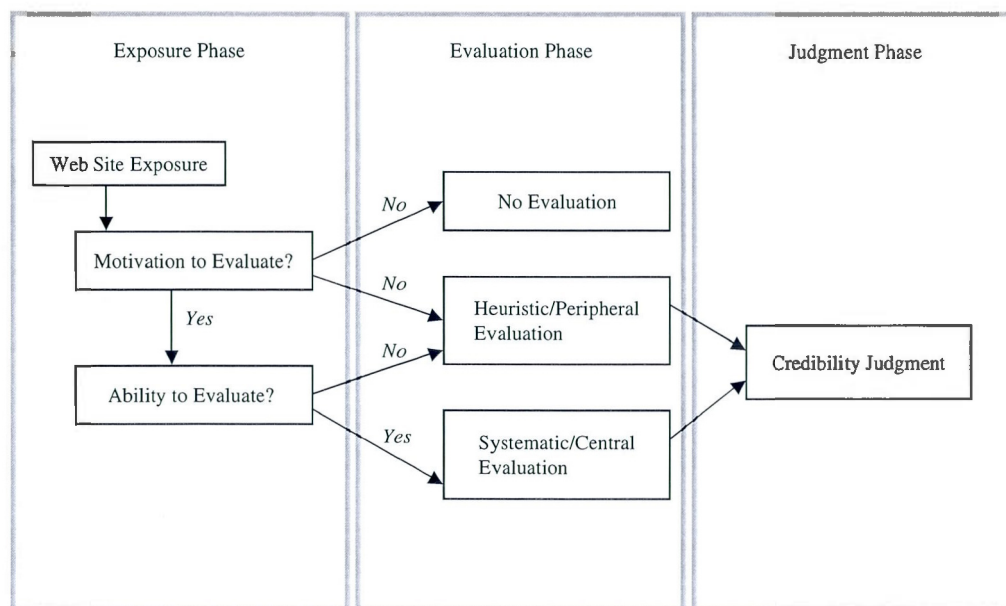 Exposure Phase
Evaluation Phase
Judgment Phase
Web Site Exposure
No
No Evaluation
Motivation to Evaluate?
No
Heuristic/Peripheral
Evaluation
Yes
No
Credibility Judgment
Ability to Evaluate?
Yes
Systematic/Central
Evaluation